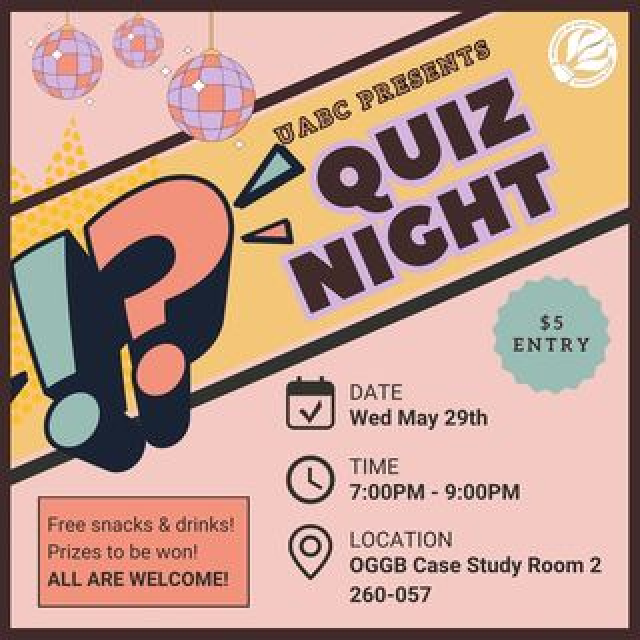 UABC PRESENTS
QUIZ
NIGHT
$5
ENTRY
DATE
Wed May 29th
TIME
7:00PM - 9:00PM
LOCATION
OGGB Case Study Room 2
260-057
Free snacks & drinks!
Prizes to be won!
ALL ARE WELCOME!